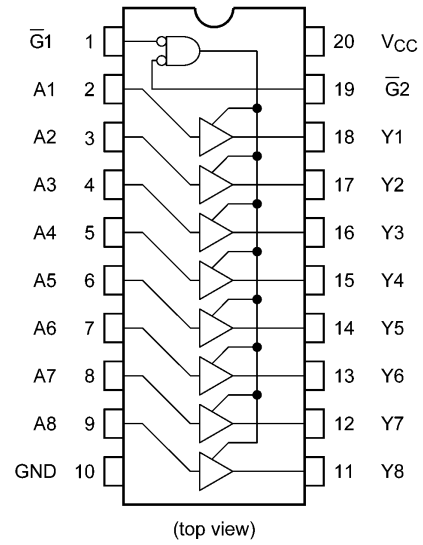 G̅1 1 20 VCC
A1 2 19 G̅2
A2 3 18 Y1
A3 4 17 Y2
A4 5 16 Y3
A5 6 15 Y4
A6 7 14 Y5
A7 8 13 Y6
A8 9 12 Y7
GND 10 11 Y8
(top view)